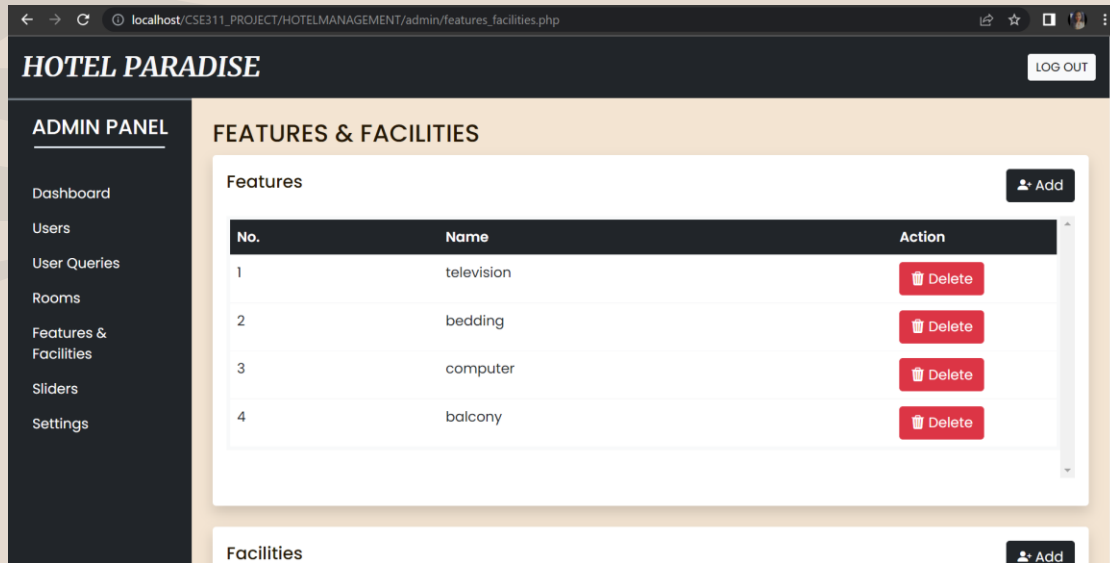 localhost/CSE311_PROJECT/HOTELMANAGEMENT/admin/features_facilities.php
HOTEL PARADISE
LOG OUT
ADMIN PANEL
Dashboard
Users
User Queries
Rooms
Features &
Facilities
Sliders
Settings
FEATURES & FACILITIES
Features
Add
No. Name Action
1 television Delete
2 bedding Delete
3 computer Delete
4 balcony Delete
Facilities
Add